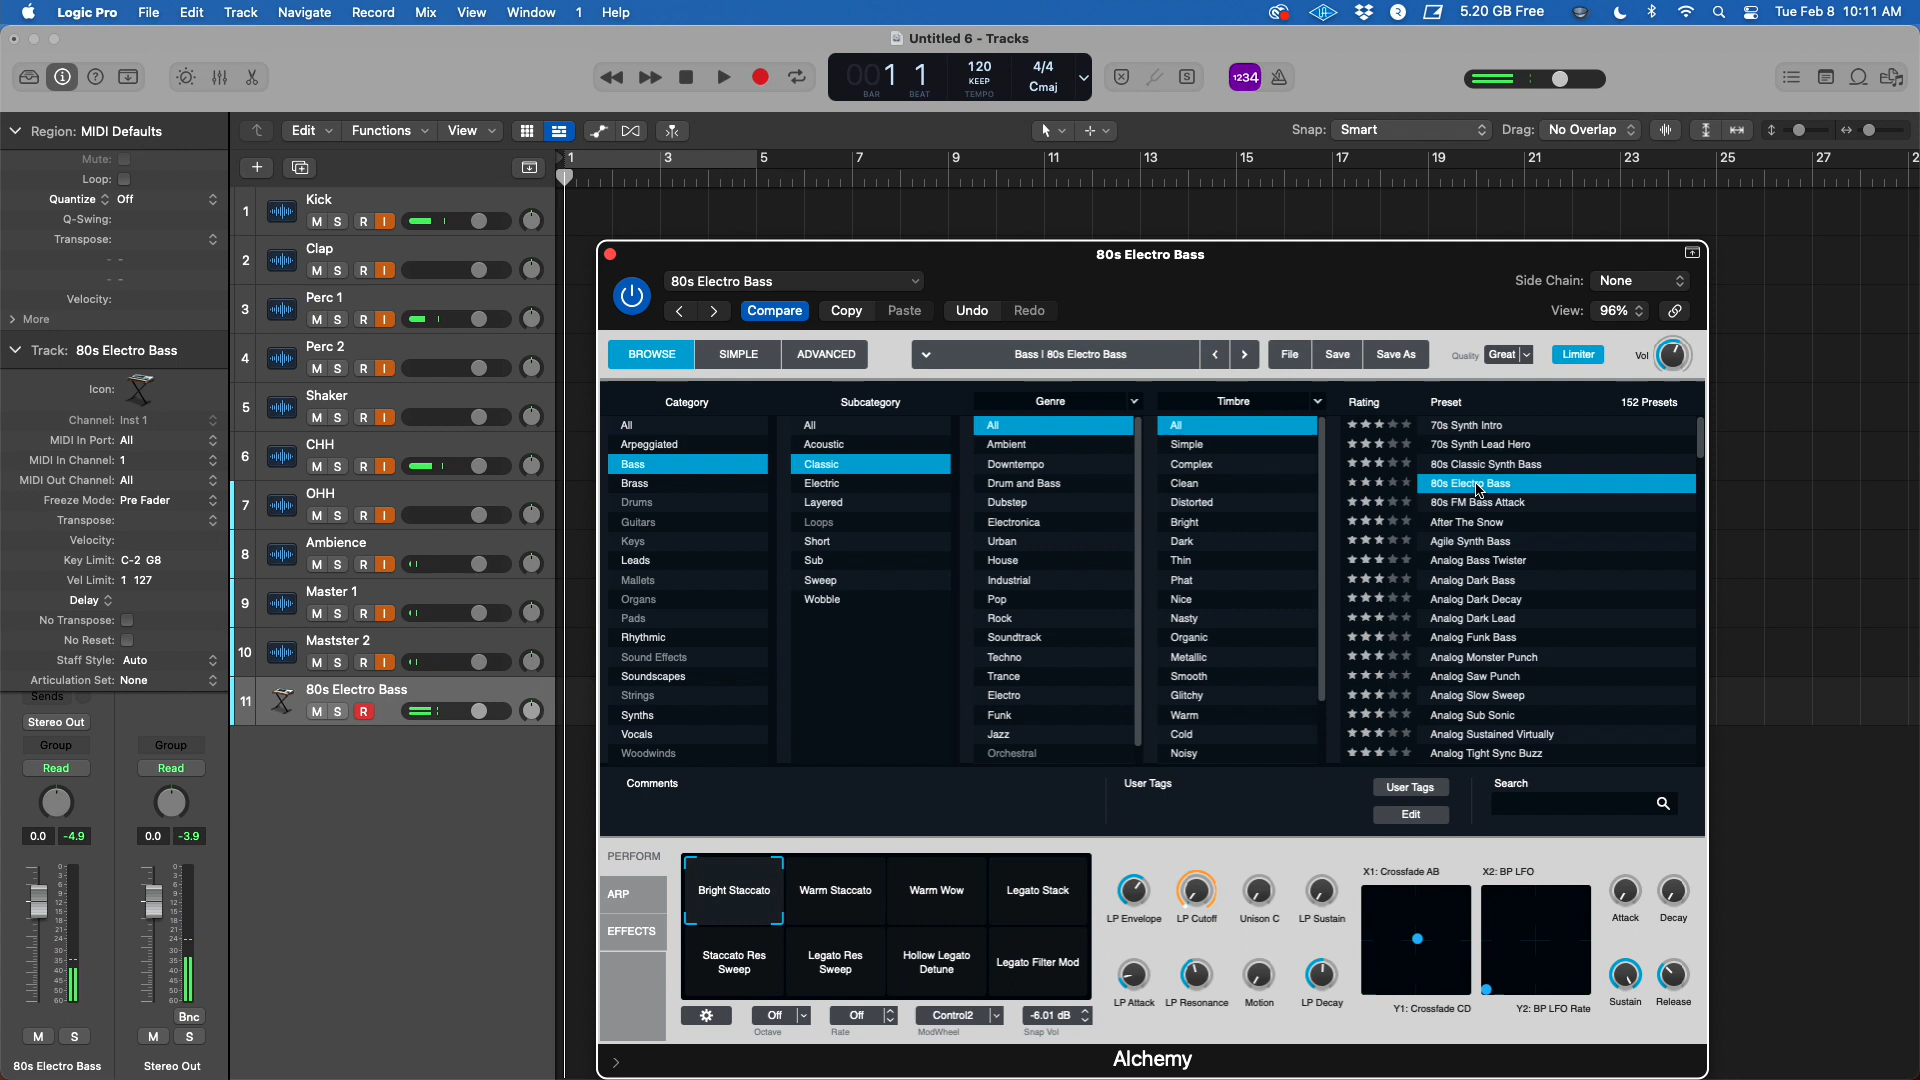 Logic Pro File Edit Track Navigate Record Mix View Window 1 Help 5.20 GB Free Tue Feb 8 10:11 AM
Untitled 6 - Tracks
001 1 120 KEEP 4/4 Cmaj 1234
BAR BEAT TEMPO
Region: MIDI Defaults
Edit Functions View Snap: Smart Drag: No Overlap
Mute:
Loop:
Quantize Off
Q-Swing:
Transpose:
Velocity:
More
Track: 80s Electro Bass
Icon:
Channel: Inst 1
MIDI In Port: All
MIDI In Channel: 1
MIDI Out Channel: All
Freeze Mode: Pre Fader
Transpose:
Velocity:
Key Limit: C-2 G8
Vel Limit: 1 127
Delay
No Transpose:
No Reset:
Staff Style: Auto
Articulation Set: None
Sends
Stereo Out
Group Group
Read Read
0.0 -4.9 0.0 -3.9
Bnc
M S M S
80s Electro Bass Stereo Out
1 3 5 7 9 11 13 15 17 19 21 23 25 27 2
1 Kick
M S R I
2 Clap
M S R I
3 Perc 1
M S R I
4 Perc 2
M S R I
5 Shaker
M S R I
6 CHH
M S R I
7 OHH
M S R I
8 Ambience
M S R I
9 Master 1
M S R I
10 Mastster 2
M S R I
11 80s Electro Bass
M S R
80s Electro Bass
80s Electro Bass Side Chain: None
Compare Copy Paste Undo Redo View: 96%
BROWSE SIMPLE ADVANCED Bass | 80s Electro Bass File Save Save As Quality Great Limiter Vol
Category Subcategory Genre Timbre Rating Preset 152 Presets
All All All All 70s Synth Intro
Arpeggiated Acoustic Ambient Simple 70s Synth Lead Hero
Bass Classic Downtempo Complex 80s Classic Synth Bass
Brass Electric Drum and Bass Clean 80s Electro Bass
Drums Layered Dubstep Distorted 80s FM Bass Attack
Guitars Loops Electronica Bright After The Snow
Keys Short Urban Dark Agile Synth Bass
Leads Sub House Thin Analog Bass Twister
Mallets Sweep Industrial Phat Analog Dark Bass
Organs Wobble Pop Nice Analog Dark Decay
Pads Rock Nasty Analog Dark Lead
Rhythmic Soundtrack Organic Analog Funk Bass
Sound Effects Techno Metallic Analog Monster Punch
Soundscapes Trance Smooth Analog Saw Punch
Strings Electro Glitchy Analog Slow Sweep
Synths Funk Warm Analog Sub Sonic
Vocals Jazz Cold Analog Sustained Virtually
Woodwinds Orchestral Noisy Analog Tight Sync Buzz
Comments User Tags User Tags Search
Edit
PERFORM
ARP
EFFECTS
Bright Staccato Warm Staccato Warm Wow Legato Stack
Staccato Res Sweep Legato Res Sweep Hollow Legato Detune Legato Filter Mod
Off Off Control2 -6.01 dB
Octave Rate ModWheel Snap Vol
LP Envelope LP Cutoff Unison C LP Sustain
LP Attack LP Resonance Motion LP Decay
X1: Crossfade AB X2: BP LFO
Y1: Crossfade CD Y2: BP LFO Rate
Attack Decay
Sustain Release
Alchemy